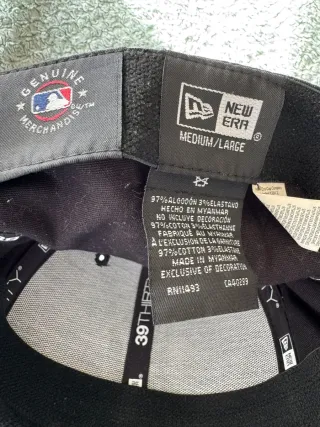 GENUINE
MERCHANDISE
NEW
ERA
MEDIUM/LARGE
97%ALGODÓN 3%ELASTANO
HECHO EN MYANMAR
NO INCLUYE DECORACIÓN
97%COTON 3%ELASTHANNE
FABRIQUÉ AU MYANMAR
À L'EXCLUSION DE LA GARNITURE
97%COTTON 3%ELASTANE
MADE IN MYANMAR
EXCLUSIVE OF DECORATION
RN11493 CA40299
39THIRTY